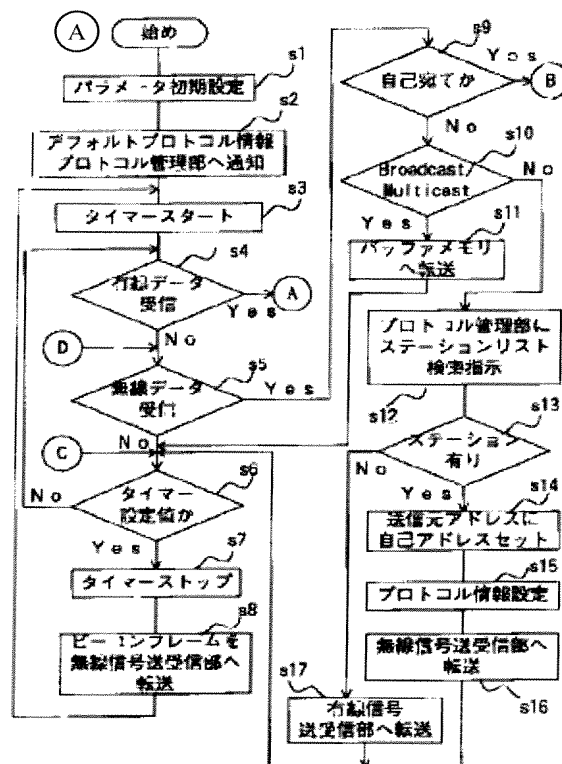 A
始め
s1
パラメータ初期設定
s2
アフォルトプロトコル情報
プロトコル管理部へ通知
s3
タイマースタート
s4
有線データ
受信
Yes
A
No
D
s5
無線データ
受信
Yes
No
C
s6
タイマー
設定値か
No
Yes
s7
タイマーストップ
s8
ビーコンフレームを
無線信号送受信部へ
転送
s9
自己宛てか
Yes
B
No
s10
Broadcast/
Multicast
No
Yes
s11
バッファメモリ
へ転送
プロトコル管理部に
ステーションリスト
検索指示
s12
s13
ステーション
有り
No
Yes
s14
送信元アドレスに
自己アドレスセット
s15
プロトコル情報設定
無線信号送受信部へ
転送
s16
s17
有線信号
送受信部へ転送